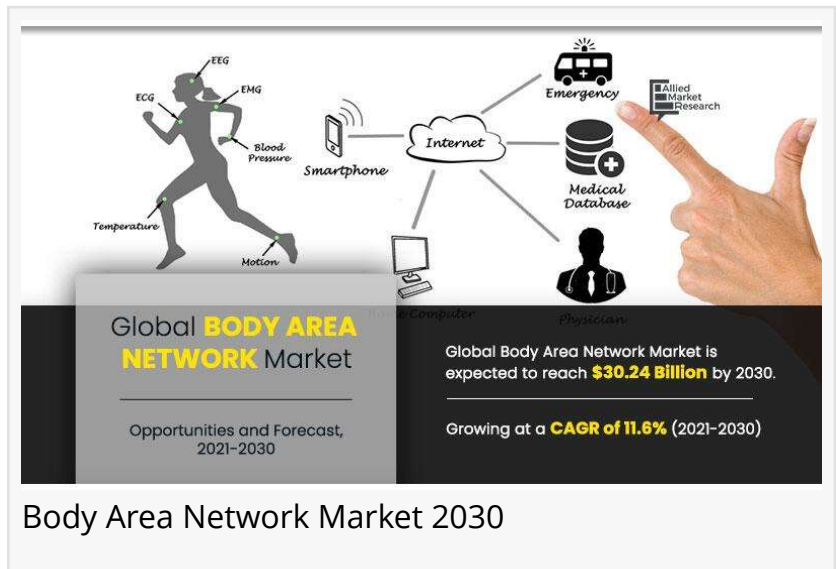 EEG
ECG
EMG
Blood
Pressure
Temperature
Motion
Smartphone
Internet
Emergency
Allied
Market
Research
Medical
Database
Computer
Physician
Global BODY AREA
NETWORK Market
Opportunities and Forecast,
2021-2030
Global Body Area Network Market is
expected to reach $30.24 Billion by 2030.
Growing at a CAGR of 11.6% (2021-2030)
Body Area Network Market 2030